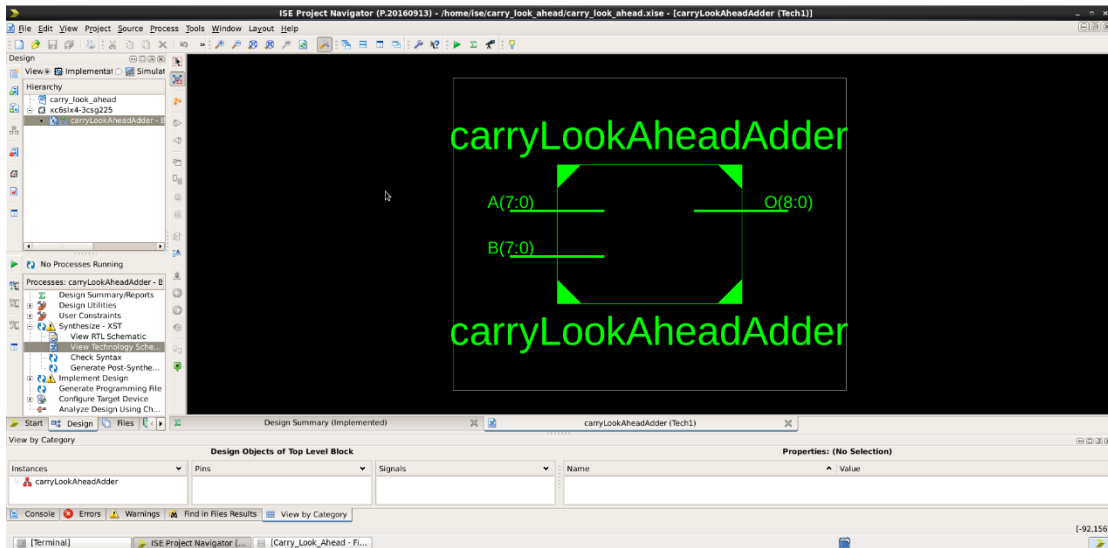 ISE Project Navigator (P.20160913) - /home/ise/carry_look_ahead/carry_look_ahead.xise - [carryLookAheadAdder (Tech1)]
File Edit View Project Source Process Tools Window Layout Help
Design
View: Implementat Simulat
Hierarchy
carry_look_ahead
xc6slx4-3csg225
carryLookAheadAdder - B
No Processes Running
Processes: carryLookAheadAdder - B
Design Summary/Reports
Design Utilities
User Constraints
Synthesize - XST
View RTL Schematic
View Technology Sche...
Check Syntax
Generate Post-Synthe...
Implement Design
Generate Programming File
Configure Target Device
Analyze Design Using Ch...
carryLookAheadAdder
A(7:0)
O(8:0)
B(7:0)
carryLookAheadAdder
Start Design Files
Design Summary (Implemented)
carryLookAheadAdder (Tech1)
View by Category
Design Objects of Top Level Block
Properties: (No Selection)
Instances Pins Signals Name Value
carryLookAheadAdder
Console Errors Warnings Find in Files Results View by Category
[-92,156]
[Terminal] ISE Project Navigator (... [Carry_Look_Ahead - Fi...